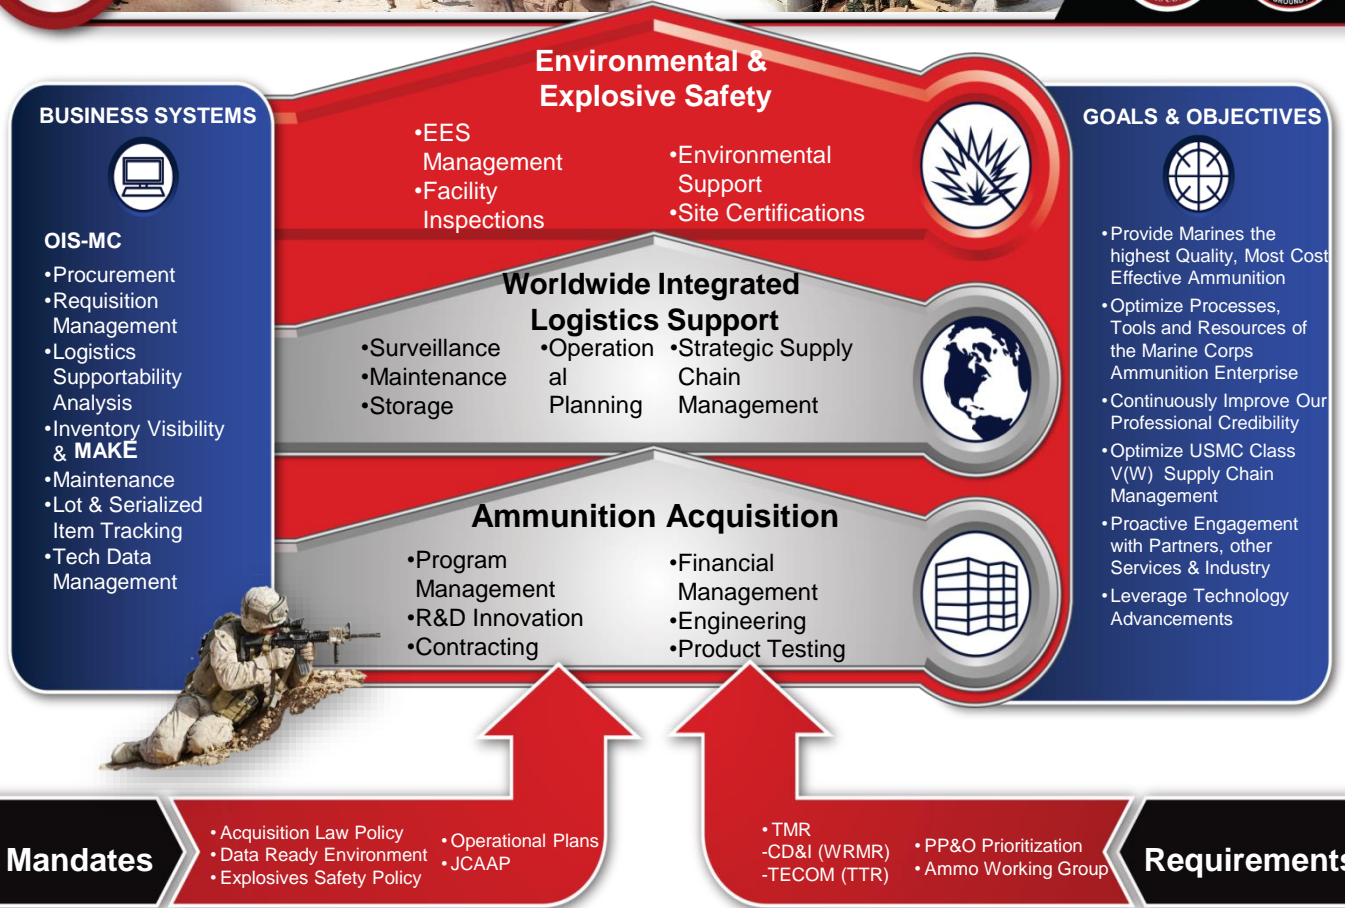 GROUND
Environmental &
Explosive Safety
•EES
Management
•Facility
Inspections
•Environmental
Support
•Site Certifications
BUSINESS SYSTEMS
OIS-MC
•Procurement
•Requisition
Management
•Logistics
Supportability
Analysis
•Inventory Visibility
& MAKE
•Maintenance
•Lot & Serialized
Item Tracking
•Tech Data
Management
Worldwide Integrated
Logistics Support
•Surveillance
•Maintenance
•Storage
•Operation
al
Planning
•Strategic Supply
Chain
Management
Ammunition Acquisition
•Program
Management
•R&D Innovation
•Contracting
•Financial
Management
•Engineering
•Product Testing
GOALS & OBJECTIVES
•Provide Marines the
highest Quality, Most Cost
Effective Ammunition
•Optimize Processes,
Tools and Resources of
the Marine Corps
Ammunition Enterprise
•Continuously Improve Our
Professional Credibility
•Optimize USMC Class
V(W) Supply Chain
Management
•Proactive Engagement
with Partners, other
Services & Industry
•Leverage Technology
Advancements
Mandates
• Acquisition Law Policy
• Data Ready Environment
• Explosives Safety Policy
• Operational Plans
• JCAAP
• TMR
-CD&I (WRMR)
-TECOM (TTR)
• PP&O Prioritization
• Ammo Working Group
Requirements